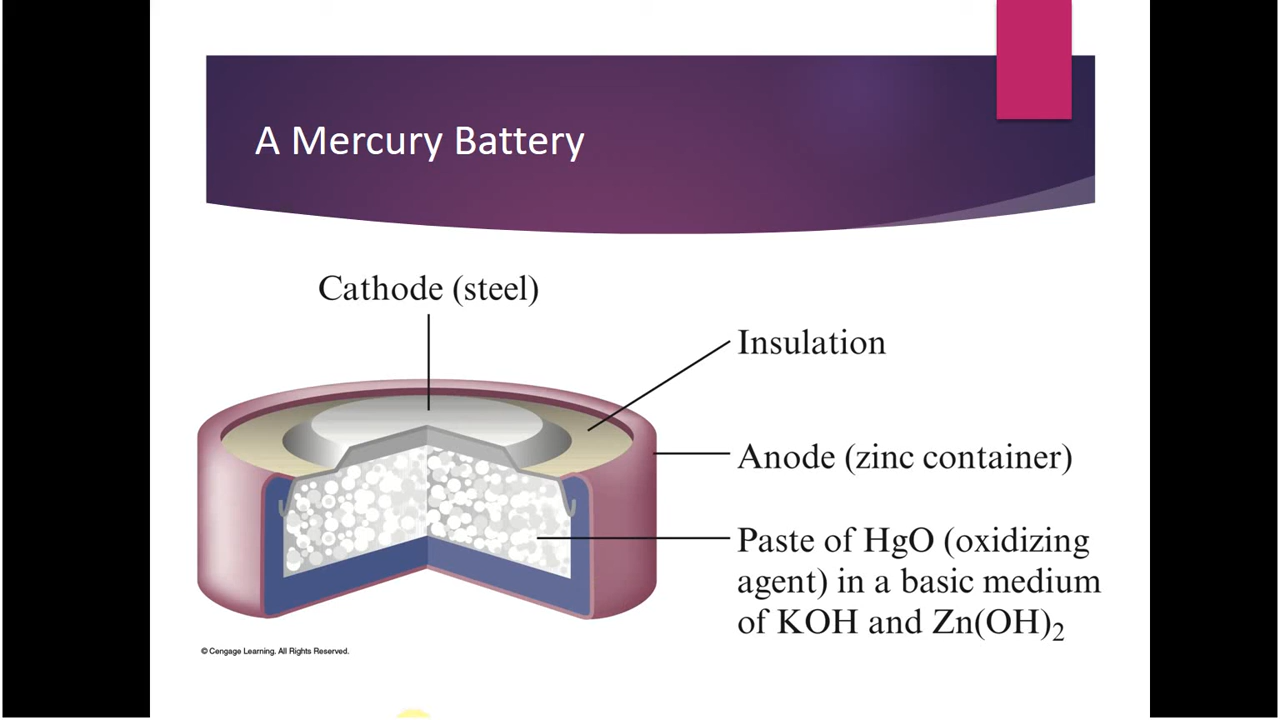 A Mercury Battery
Cathode (steel)
Insulation
Anode (zinc container)
Paste of HgO (oxidizing
agent) in a basic medium
of KOH and Zn(OH)₂
© Cengage Learning. All Rights Reserved.